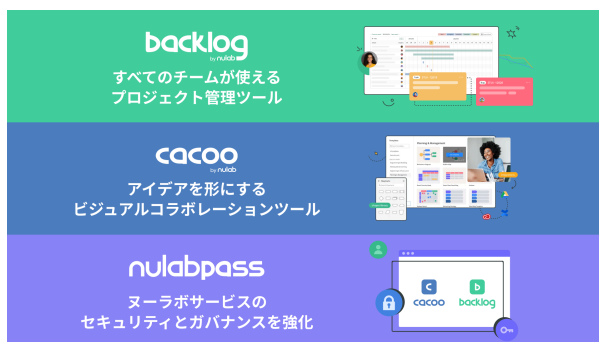 backlog
by nulab
すべてのチームが使える
プロジェクト管理ツール
cacoo
by nulab
アイデアを形にする
ビジュアルコラボレーションツール
nulabpass
ヌーラボサービスの
セキュリティとガバナンスを強化
c
cacoo
b
backlog